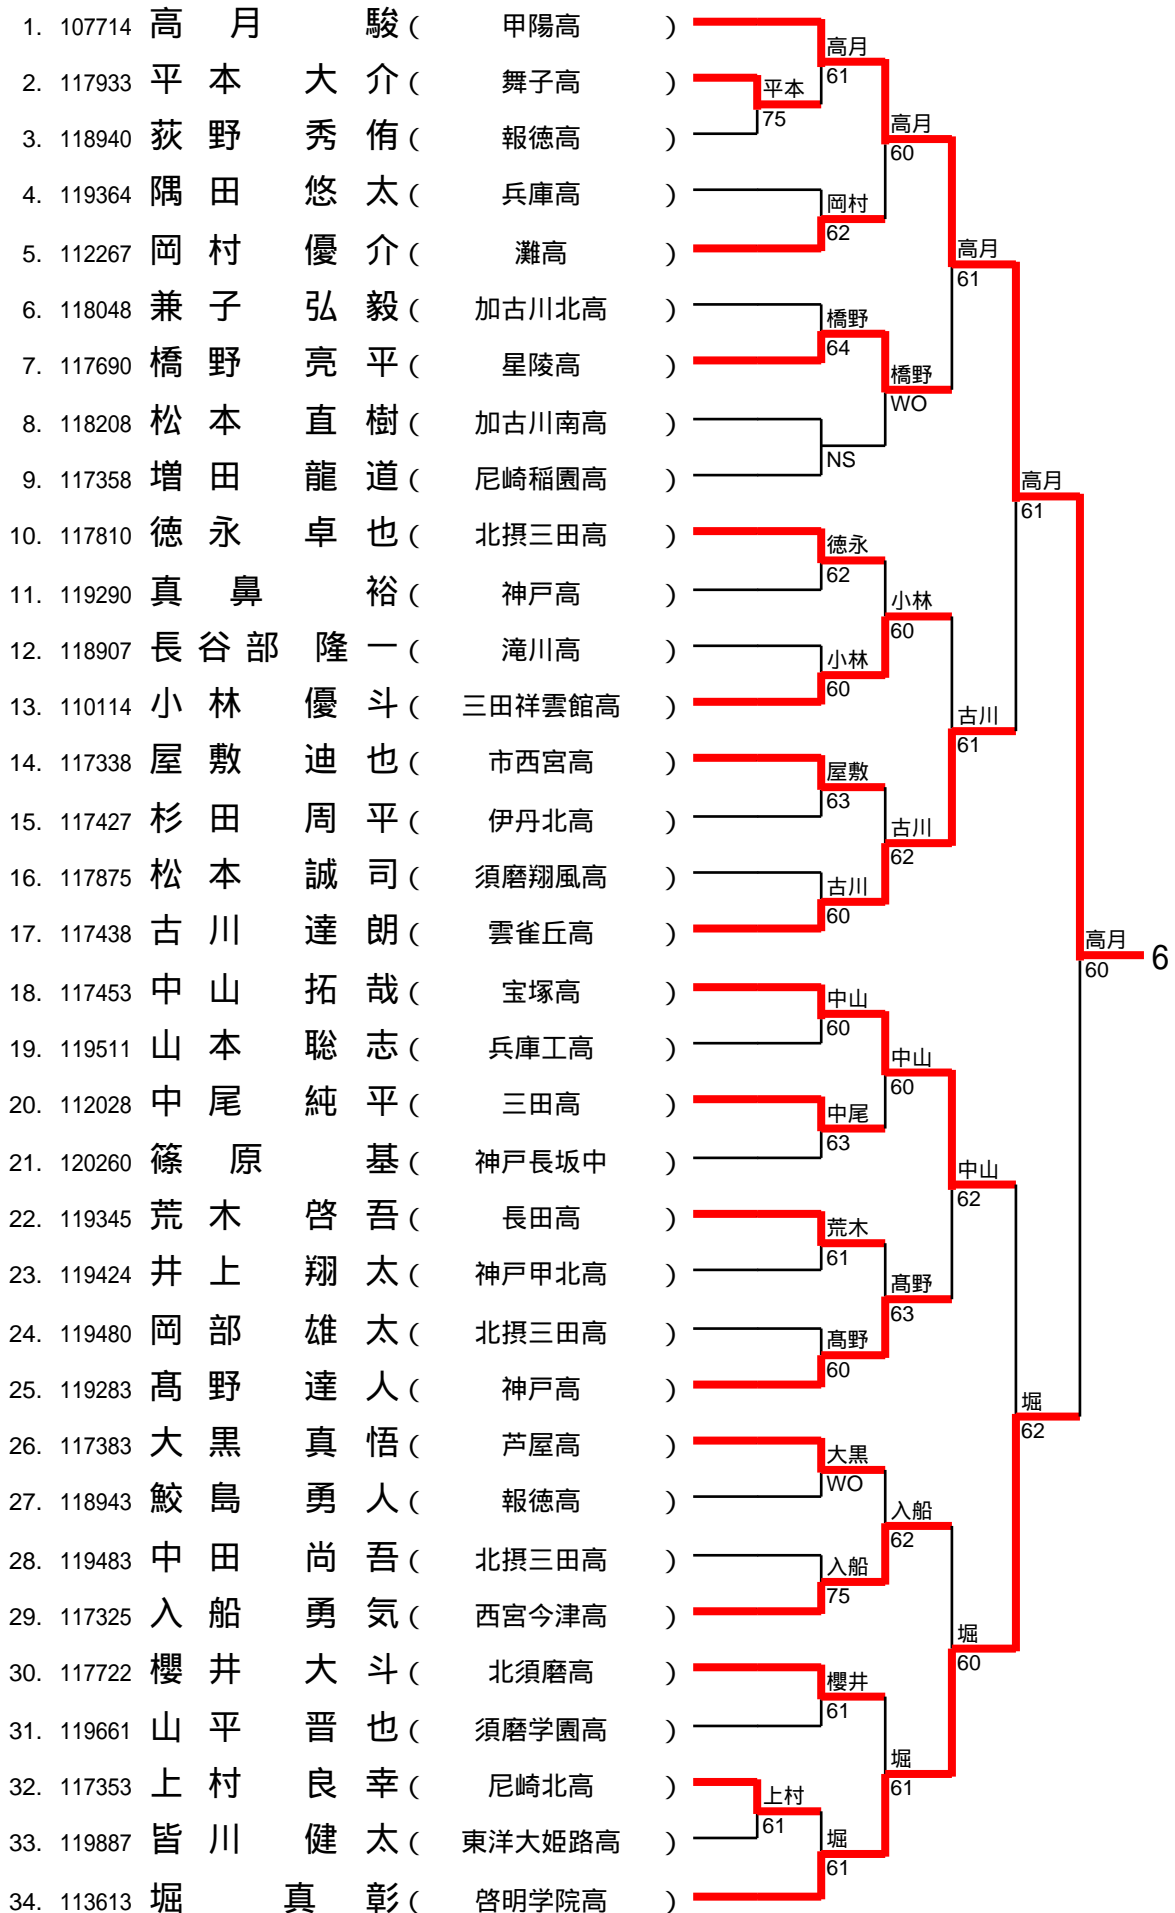 1. 107714 高月 駿 ( 甲陽高 )
2. 117933 平本 大介 ( 舞子高 )
3. 118940 荻野 秀侑 ( 報徳高 )
4. 119364 隅田 悠太 ( 兵庫高 )
5. 112267 岡村 優介 ( 灘高 )
6. 118048 兼子 弘毅 ( 加古川北高 )
7. 117690 橋野 亮平 ( 星陵高 )
8. 118208 松本 直樹 ( 加古川南高 )
9. 117358 増田 龍道 ( 尼崎稲園高 )
10. 117810 徳永 卓也 ( 北摂三田高 )
11. 119290 真鼻 裕 ( 神戸高 )
12. 118907 長谷部 隆一 ( 滝川高 )
13. 110114 小林 優斗 ( 三田祥雲館高 )
14. 117338 屋敷 迪也 ( 市西宮高 )
15. 117427 杉田 周平 ( 伊丹北高 )
16. 117875 松本 誠司 ( 須磨翔風高 )
17. 117438 古川 達朗 ( 雲雀丘高 )
18. 117453 中山 拓哉 ( 宝塚高 )
19. 119511 山本 聡志 ( 兵庫工高 )
20. 112028 中尾 純平 ( 三田高 )
21. 120260 篠原 基 ( 神戸長坂中 )
22. 119345 荒木 啓吾 ( 長田高 )
23. 119424 井上 翔太 ( 神戸甲北高 )
24. 119480 岡部 雄太 ( 北摂三田高 )
25. 119283 髙野 達人 ( 神戸高 )
26. 117383 大黒 真悟 ( 芦屋高 )
27. 118943 鮫島 勇人 ( 報徳高 )
28. 119483 中田 尚吾 ( 北摂三田高 )
29. 117325 入船 勇気 ( 西宮今津高 )
30. 117722 櫻井 大斗 ( 北須磨高 )
31. 119661 山平 晋也 ( 須磨学園高 )
32. 117353 上村 良幸 ( 尼崎北高 )
33. 119887 皆川 健太 ( 東洋大姫路高 )
34. 113613 堀 真彰 ( 啓明学院高 )
平本
75
上村
61
高月
61
岡村
62
橋野
64
NS
徳永
62
小林
60
屋敷
63
古川
60
中山
60
中尾
63
荒木
61
髙野
60
大黒
WO
入船
75
櫻井
61
堀
61
高月
60
橋野
WO
小林
60
古川
62
中山
60
髙野
63
入船
62
堀
61
高月
61
古川
61
中山
62
堀
60
高月
61
堀
62
高月
60
6